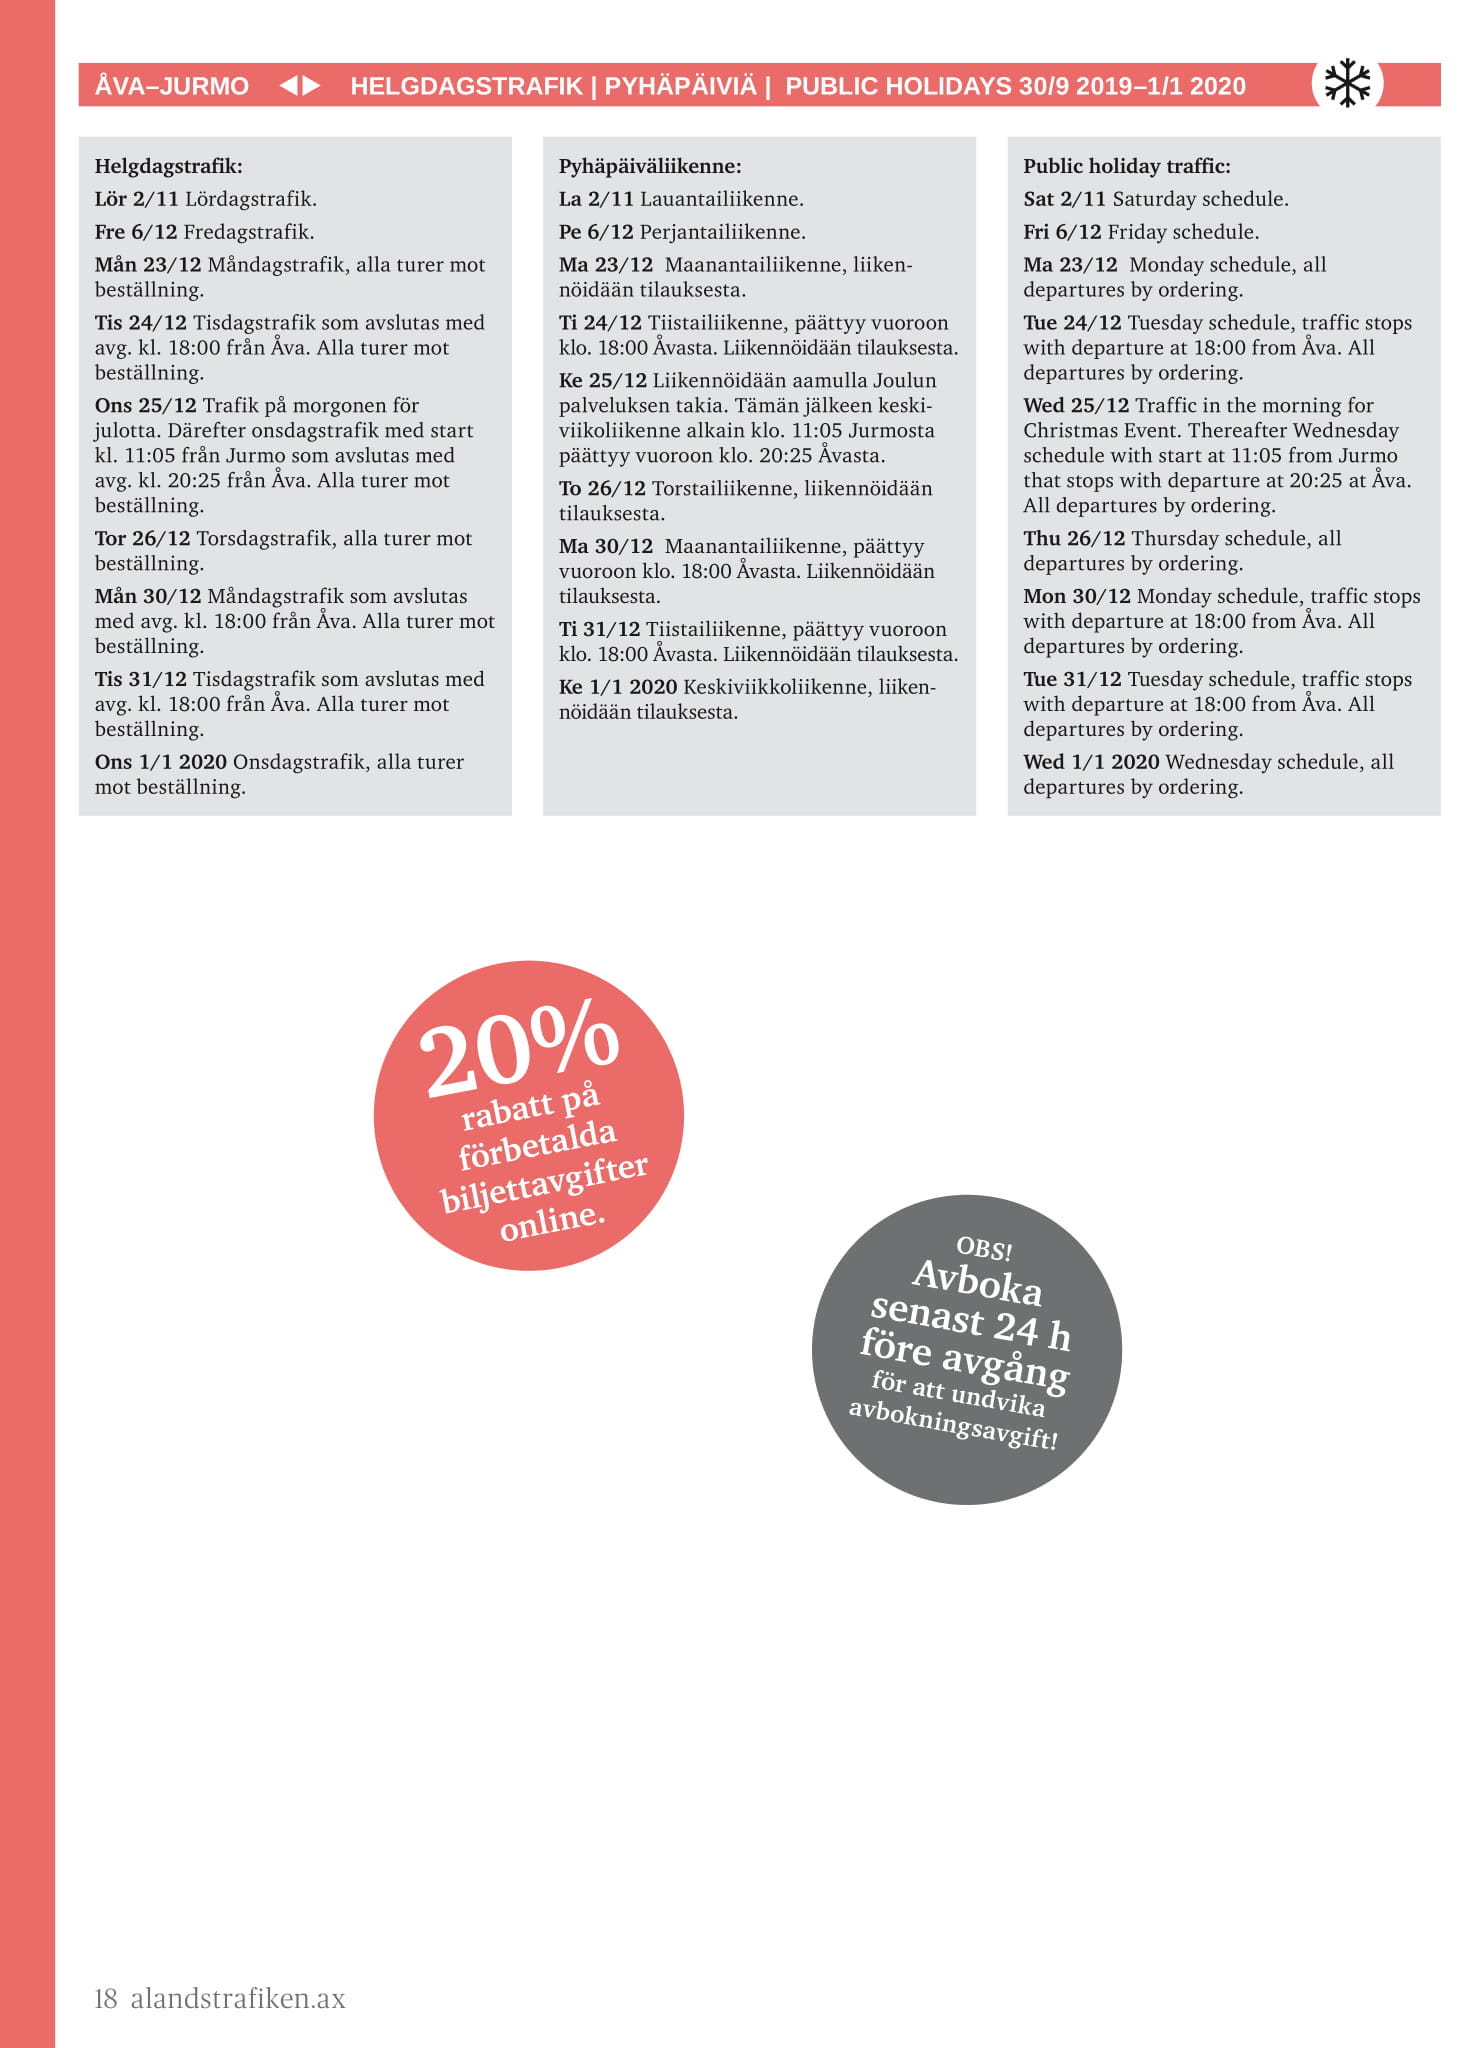 ÅVA–JURMO ◀▶ HELGDAGSTRAFIK | PYHÄPÄIVIÄ | PUBLIC HOLIDAYS 30/9 2019–1/1 2020
Helgdagstrafik:
Lör 2/11 Lördagstrafik.
Fre 6/12 Fredagstrafik.
Mån 23/12 Måndagstrafik, alla turer mot
beställning.
Tis 24/12 Tisdagstrafik som avslutas med
avg. kl. 18:00 från Åva. Alla turer mot
beställning.
Ons 25/12 Trafik på morgonen för
julotta. Därefter onsdagstrafik med start
kl. 11:05 från Jurmo som avslutas med
avg. kl. 20:25 från Åva. Alla turer mot
beställning.
Tor 26/12 Torsdagstrafik, alla turer mot
beställning.
Mån 30/12 Måndagstrafik som avslutas
med avg. kl. 18:00 från Åva. Alla turer mot
beställning.
Tis 31/12 Tisdagstrafik som avslutas med
avg. kl. 18:00 från Åva. Alla turer mot
beställning.
Ons 1/1 2020 Onsdagstrafik, alla turer
mot beställning.
Pyhäpäiväliikenne:
La 2/11 Lauantailiikenne.
Pe 6/12 Perjantailiikenne.
Ma 23/12 Maanantailiikenne, liiken-
nöidään tilauksesta.
Ti 24/12 Tiistailiikenne, päättyy vuoroon
klo. 18:00 Åvasta. Liikennöidään tilauksesta.
Ke 25/12 Liikennöidään aamulla Joulun
palveluksen takia. Tämän jälkeen keski-
viikoliikenne alkain klo. 11:05 Jurmosta
päättyy vuoroon klo. 20:25 Åvasta.
To 26/12 Torstailiikenne, liikennöidään
tilauksesta.
Ma 30/12 Maanantailiikenne, päättyy
vuoroon klo. 18:00 Åvasta. Liikennöidään
tilauksesta.
Ti 31/12 Tiistailiikenne, päättyy vuoroon
klo. 18:00 Åvasta. Liikennöidään tilauksesta.
Ke 1/1 2020 Keskiviikkoliikenne, liiken-
nöidään tilauksesta.
Public holiday traffic:
Sat 2/11 Saturday schedule.
Fri 6/12 Friday schedule.
Ma 23/12 Monday schedule, all
departures by ordering.
Tue 24/12 Tuesday schedule, traffic stops
with departure at 18:00 from Åva. All
departures by ordering.
Wed 25/12 Traffic in the morning for
Christmas Event. Thereafter Wednesday
schedule with start at 11:05 from Jurmo
that stops with departure at 20:25 at Åva.
All departures by ordering.
Thu 26/12 Thursday schedule, all
departures by ordering.
Mon 30/12 Monday schedule, traffic stops
with departure at 18:00 from Åva. All
departures by ordering.
Tue 31/12 Tuesday schedule, traffic stops
with departure at 18:00 from Åva. All
departures by ordering.
Wed 1/1 2020 Wednesday schedule, all
departures by ordering.
20%
rabatt på
förbetalda
biljettavgifter
online.
OBS!
Avboka
senast 24 h
före avgång
för att undvika
avbokningsavgift!
18 alandstrafiken.ax